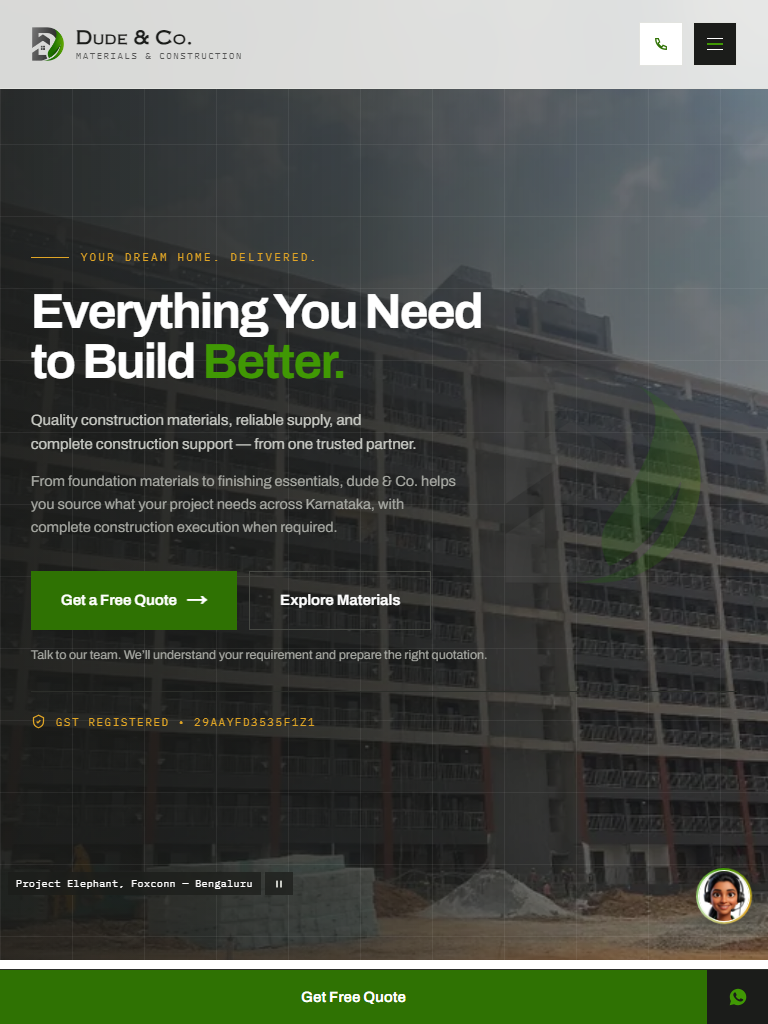 Dude & Co.
MATERIALS & CONSTRUCTION
YOUR DREAM HOME. DELIVERED.
Everything You Need
to Build Better.
Quality construction materials, reliable supply, and
complete construction support — from one trusted partner.
From foundation materials to finishing essentials, dude & Co. helps
you source what your project needs across Karnataka, with
complete construction execution when required.
Get a Free Quote →
Explore Materials
Talk to our team. We’ll understand your requirement and prepare the right quotation.
GST REGISTERED • 29AAYFD3535F1Z1
Project Elephant, Foxconn — Bengaluru
Get Free Quote